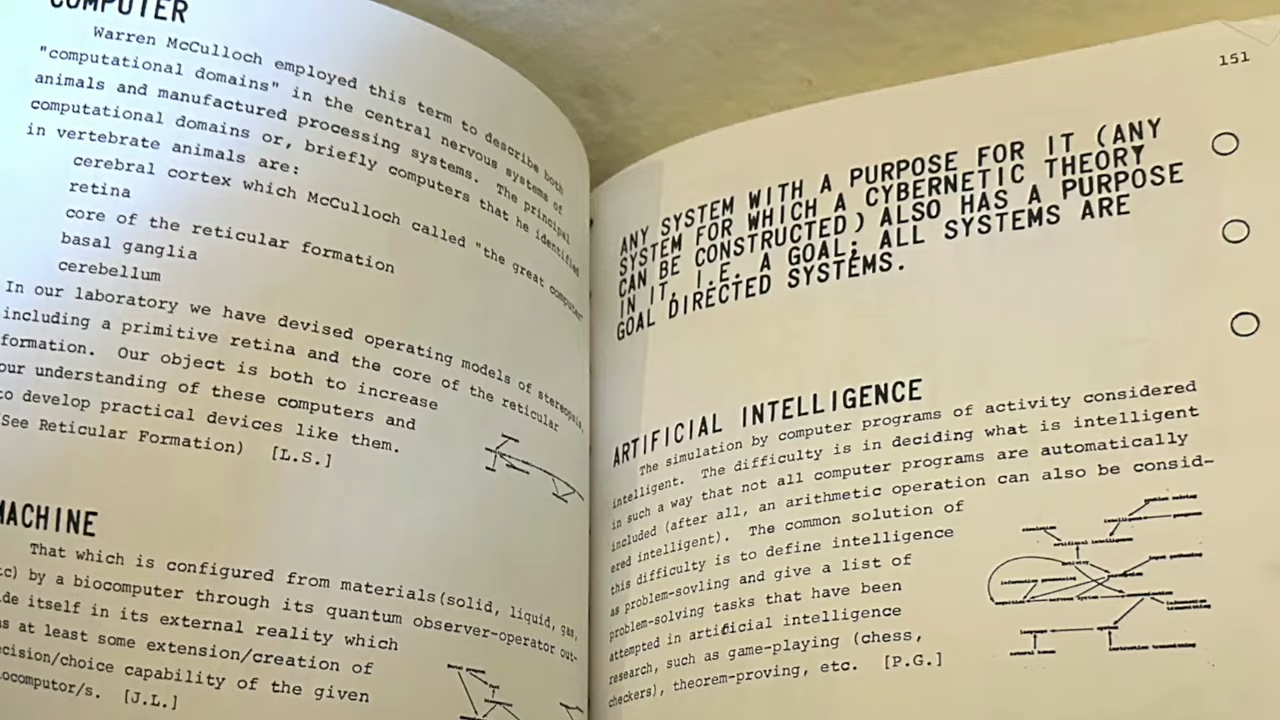 COMPUTER
Warren McCulloch employed this term to describe both
"computational domains" in the central nervous systems of
animals and manufactured processing systems. The principal
computational domains or, briefly computers that he identified
in vertebrate animals are:
cerebral cortex which McCulloch called "the great computer"
retina
core of the reticular formation
basal ganglia
cerebellum
In our laboratory we have devised operating models of stereopsis,
including a primitive retina and the core of the reticular
formation. Our object is both to increase
our understanding of these computers and
to develop practical devices like them.
(See Reticular Formation) [L.S.]
MACHINE
That which is configured from materials(solid, liquid, gas,
etc) by a biocomputer through its quantum observer-operator out-
itself in its external reality which
as at least some extension/creation of
decision/choice capability of the given
biocomputor/s. [J.L.]
151
ANY SYSTEM WITH A PURPOSE FOR IT (ANY
SYSTEM FOR WHICH A CYBERNETIC THEORY
CAN BE CONSTRUCTED) ALSO HAS A PURPOSE
IN IT, I.E. A GOAL; ALL SYSTEMS ARE
GOAL DIRECTED SYSTEMS.
ARTIFICIAL INTELLIGENCE
The simulation by computer programs of activity considered
intelligent. The difficulty is in deciding what is intelligent
in such a way that not all computer programs are automatically
included (after all, an arithmetic operation can also be consid-
ered intelligent). The common solution of
this difficulty is to define intelligence
as problem-sovling and give a list of
problem-solving tasks that have been
attempted in artificial intelligence
research, such as game-playing (chess,
checkers), theorem-proving, etc. [P.G.]
artificial intelligence
information processing